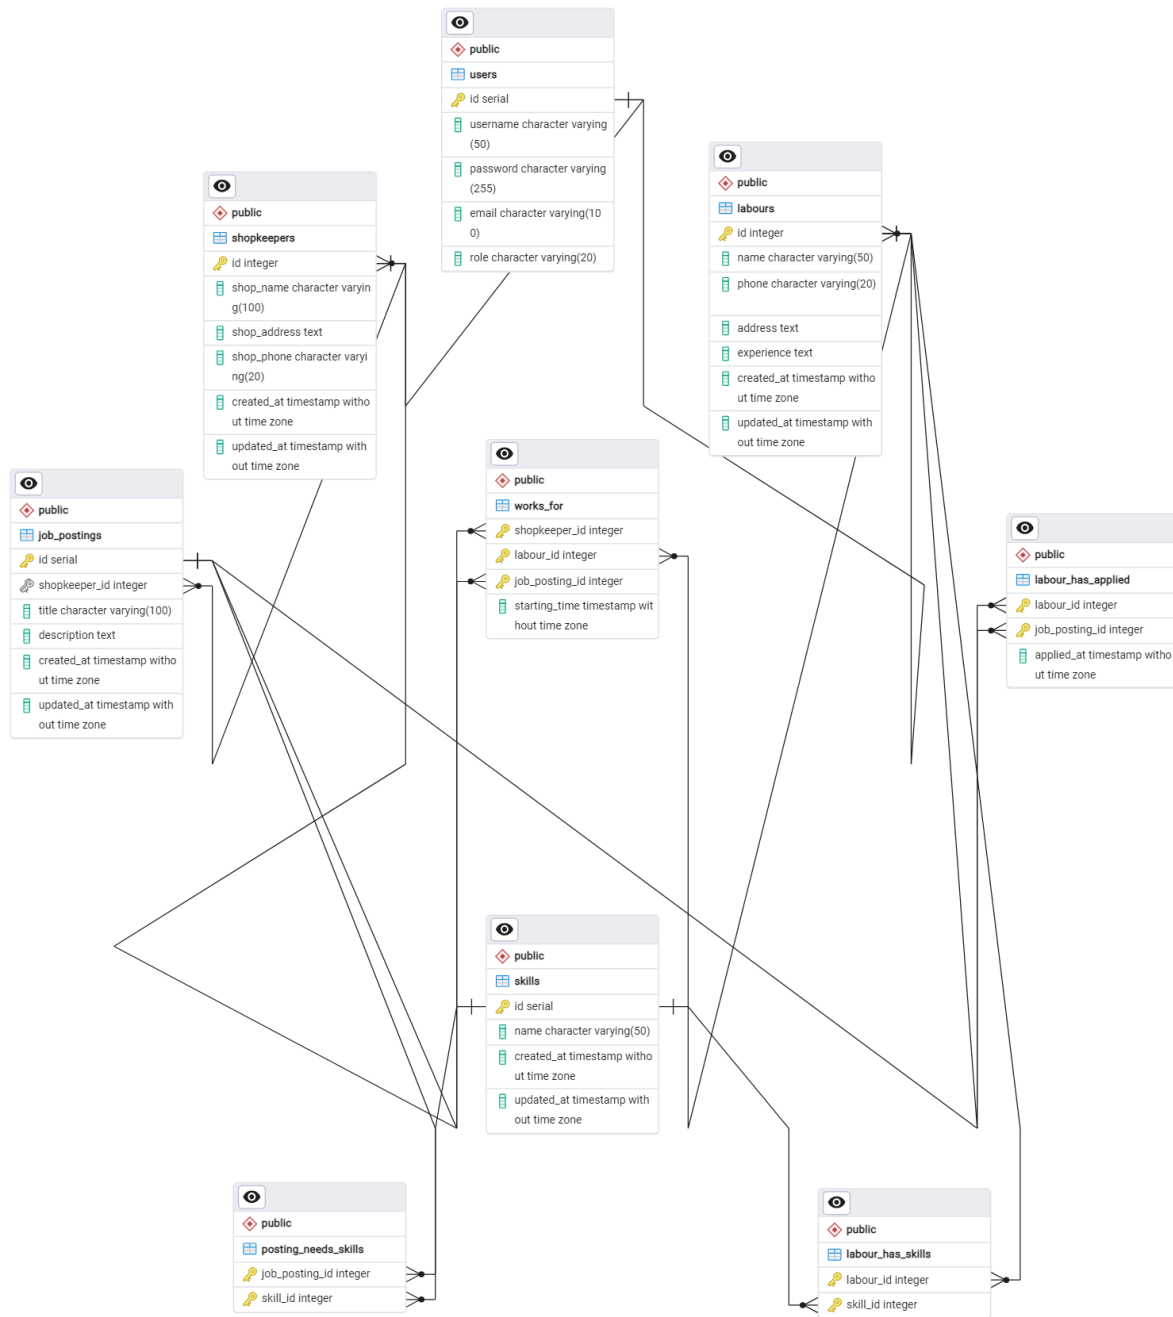 public
users
id serial
username character varying
(50)
password character varying
(255)
email character varying(10
0)
role character varying(20)
public
labours
id integer
name character varying(50)
phone character varying(20)
address text
experience text
created_at timestamp witho
ut time zone
updated_at timestamp with
out time zone
public
shopkeepers
id integer
shop_name character varyin
g(100)
shop_address text
shop_phone character varyi
ng(20)
created_at timestamp witho
ut time zone
updated_at timestamp with
out time zone
public
works_for
shopkeeper_id integer
labour_id integer
job_posting_id integer
starting_time timestamp wit
hout time zone
public
job_postings
id serial
shopkeeper_id integer
title character varying(100)
description text
created_at timestamp witho
ut time zone
updated_at timestamp with
out time zone
public
labour_has_applied
labour_id integer
job_posting_id integer
applied_at timestamp witho
ut time zone
public
skills
id serial
name character varying(50)
created_at timestamp witho
ut time zone
updated_at timestamp with
out time zone
public
posting_needs_skills
job_posting_id integer
skill_id integer
public
labour_has_skills
labour_id integer
skill_id integer